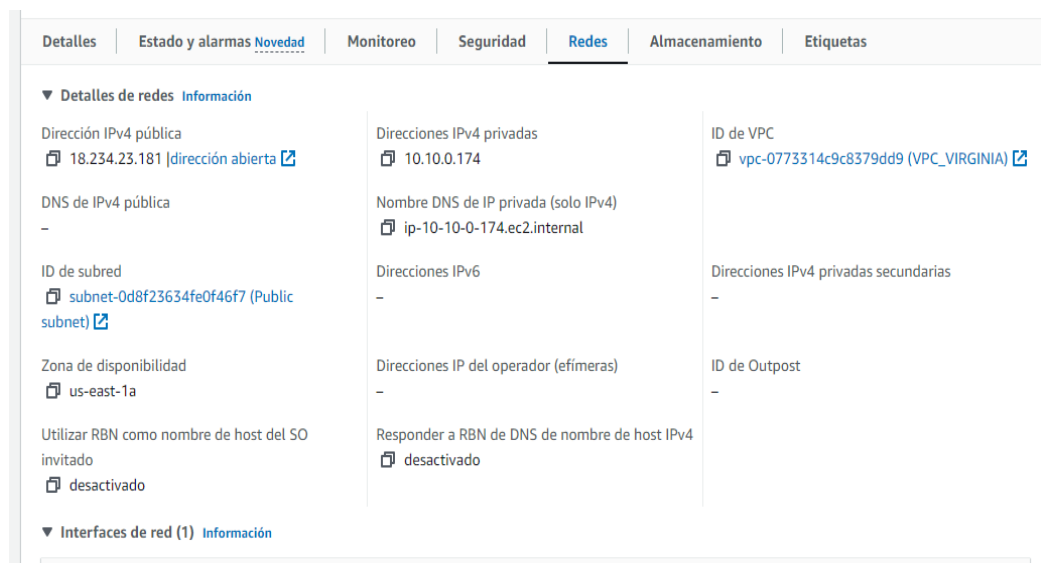 Detalles
Estado y alarmas Novedad
Monitoreo
Seguridad
Redes
Almacenamiento
Etiquetas
Detalles de redes Información
Dirección IPv4 pública
18.234.23.181 |dirección abierta
Direcciones IPv4 privadas
10.10.0.174
ID de VPC
vpc-0773314c9c8379dd9 (VPC_VIRGINIA)
DNS de IPv4 pública
–
Nombre DNS de IP privada (solo IPv4)
ip-10-10-0-174.ec2.internal
ID de subred
subnet-0d8f23634fe0f46f7 (Public
subnet)
Direcciones IPv6
–
Direcciones IPv4 privadas secundarias
–
Zona de disponibilidad
us-east-1a
Direcciones IP del operador (efímeras)
–
ID de Outpost
–
Utilizar RBN como nombre de host del SO
invitado
desactivado
Responder a RBN de DNS de nombre de host IPv4
desactivado
Interfaces de red (1) Información